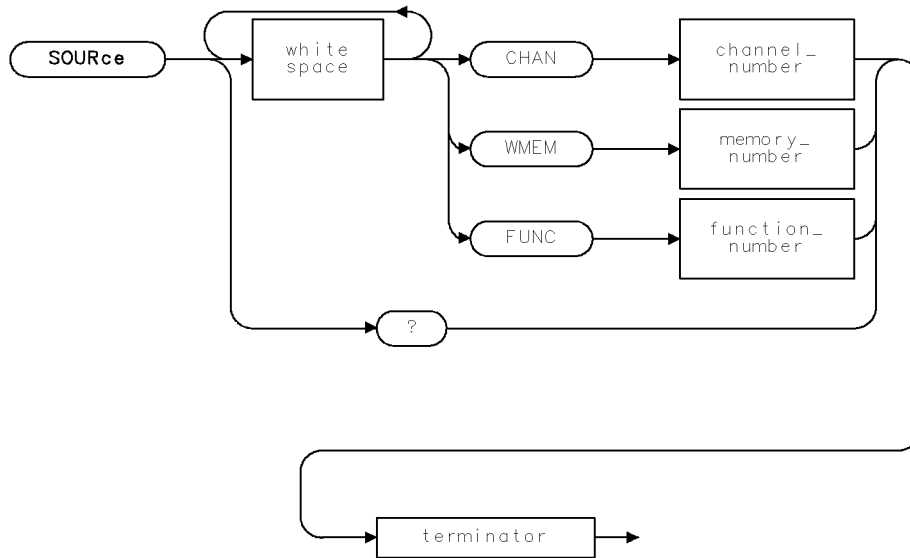 SOURce
white
space
CHAN
channel_
number
WMEM
memory_
number
FUNC
function_
number
?
terminator